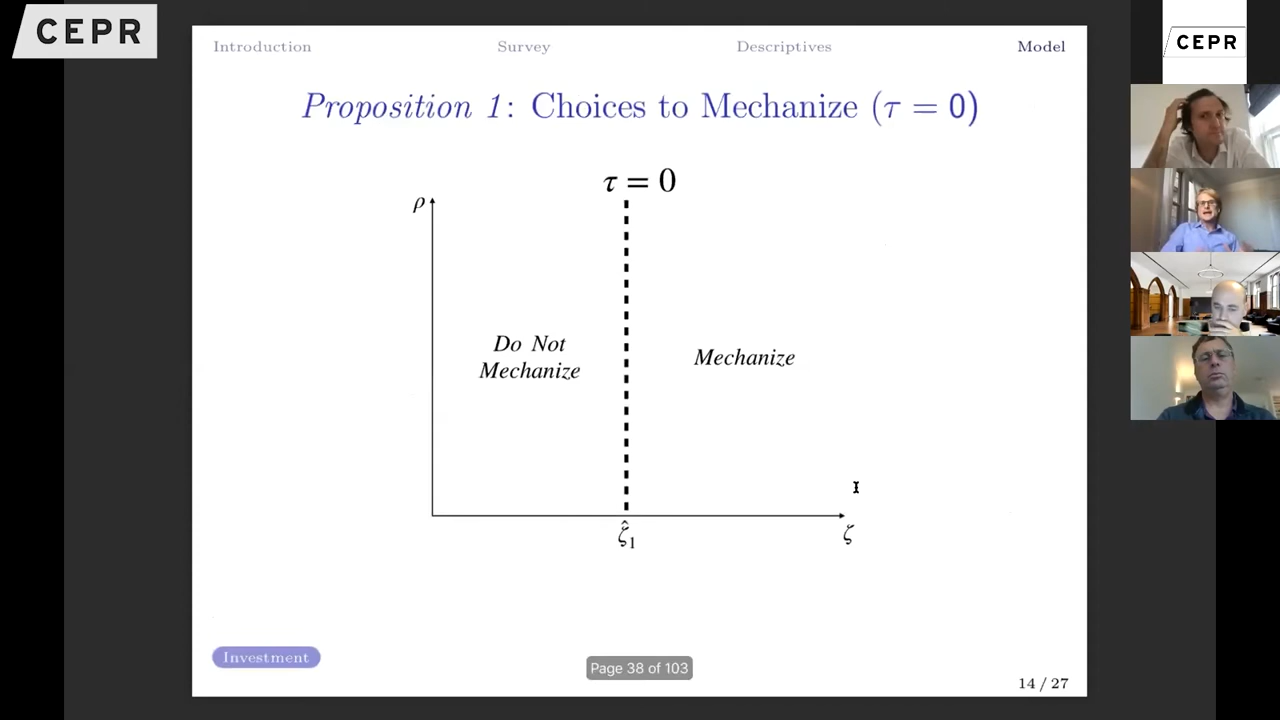 CEPR
CEPR
Introduction Survey Descriptives Model
Proposition 1: Choices to Mechanize (τ = 0)
τ = 0
ρ
Do Not
Mechanize
Mechanize
ζ̂₁
ζ
Investment
Page 38 of 103
14 / 27